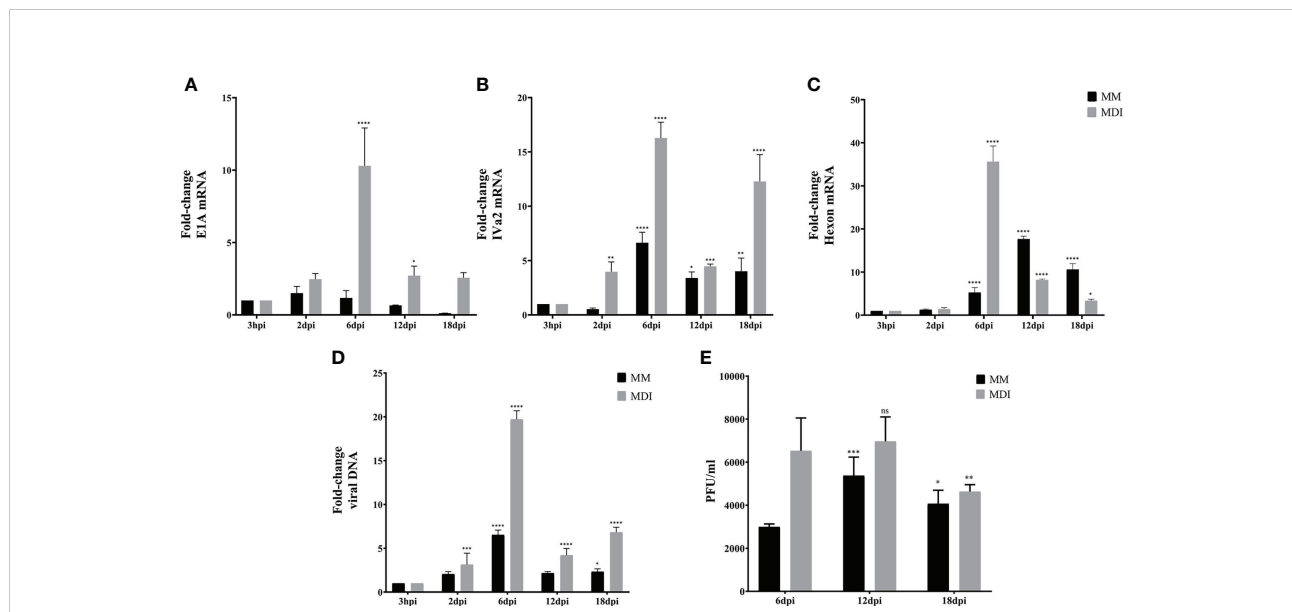 A
Fold-change
E1A mRNA
15
10
5
0
****
*
3hpi 2dpi 6dpi 12dpi 18dpi
B
Fold-change
IVa2 mRNA
20
15
10
5
0
**
****
****
*
***
**
****
3hpi 2dpi 6dpi 12dpi 18dpi
C
Fold-change
Hexon mRNA
50
40
30
20
10
0
MM
MDI
****
****
****
****
****
*
3hpi 2dpi 6dpi 12dpi 18dpi
D
Fold-change
viral DNA
25
20
15
10
5
0
MM
MDI
***
****
****
****
*
****
3hpi 2dpi 6dpi 12dpi 18dpi
E
PFU/ml
10000
8000
6000
4000
2000
0
MM
MDI
***
ns
*
**
6dpi 12dpi 18dpi